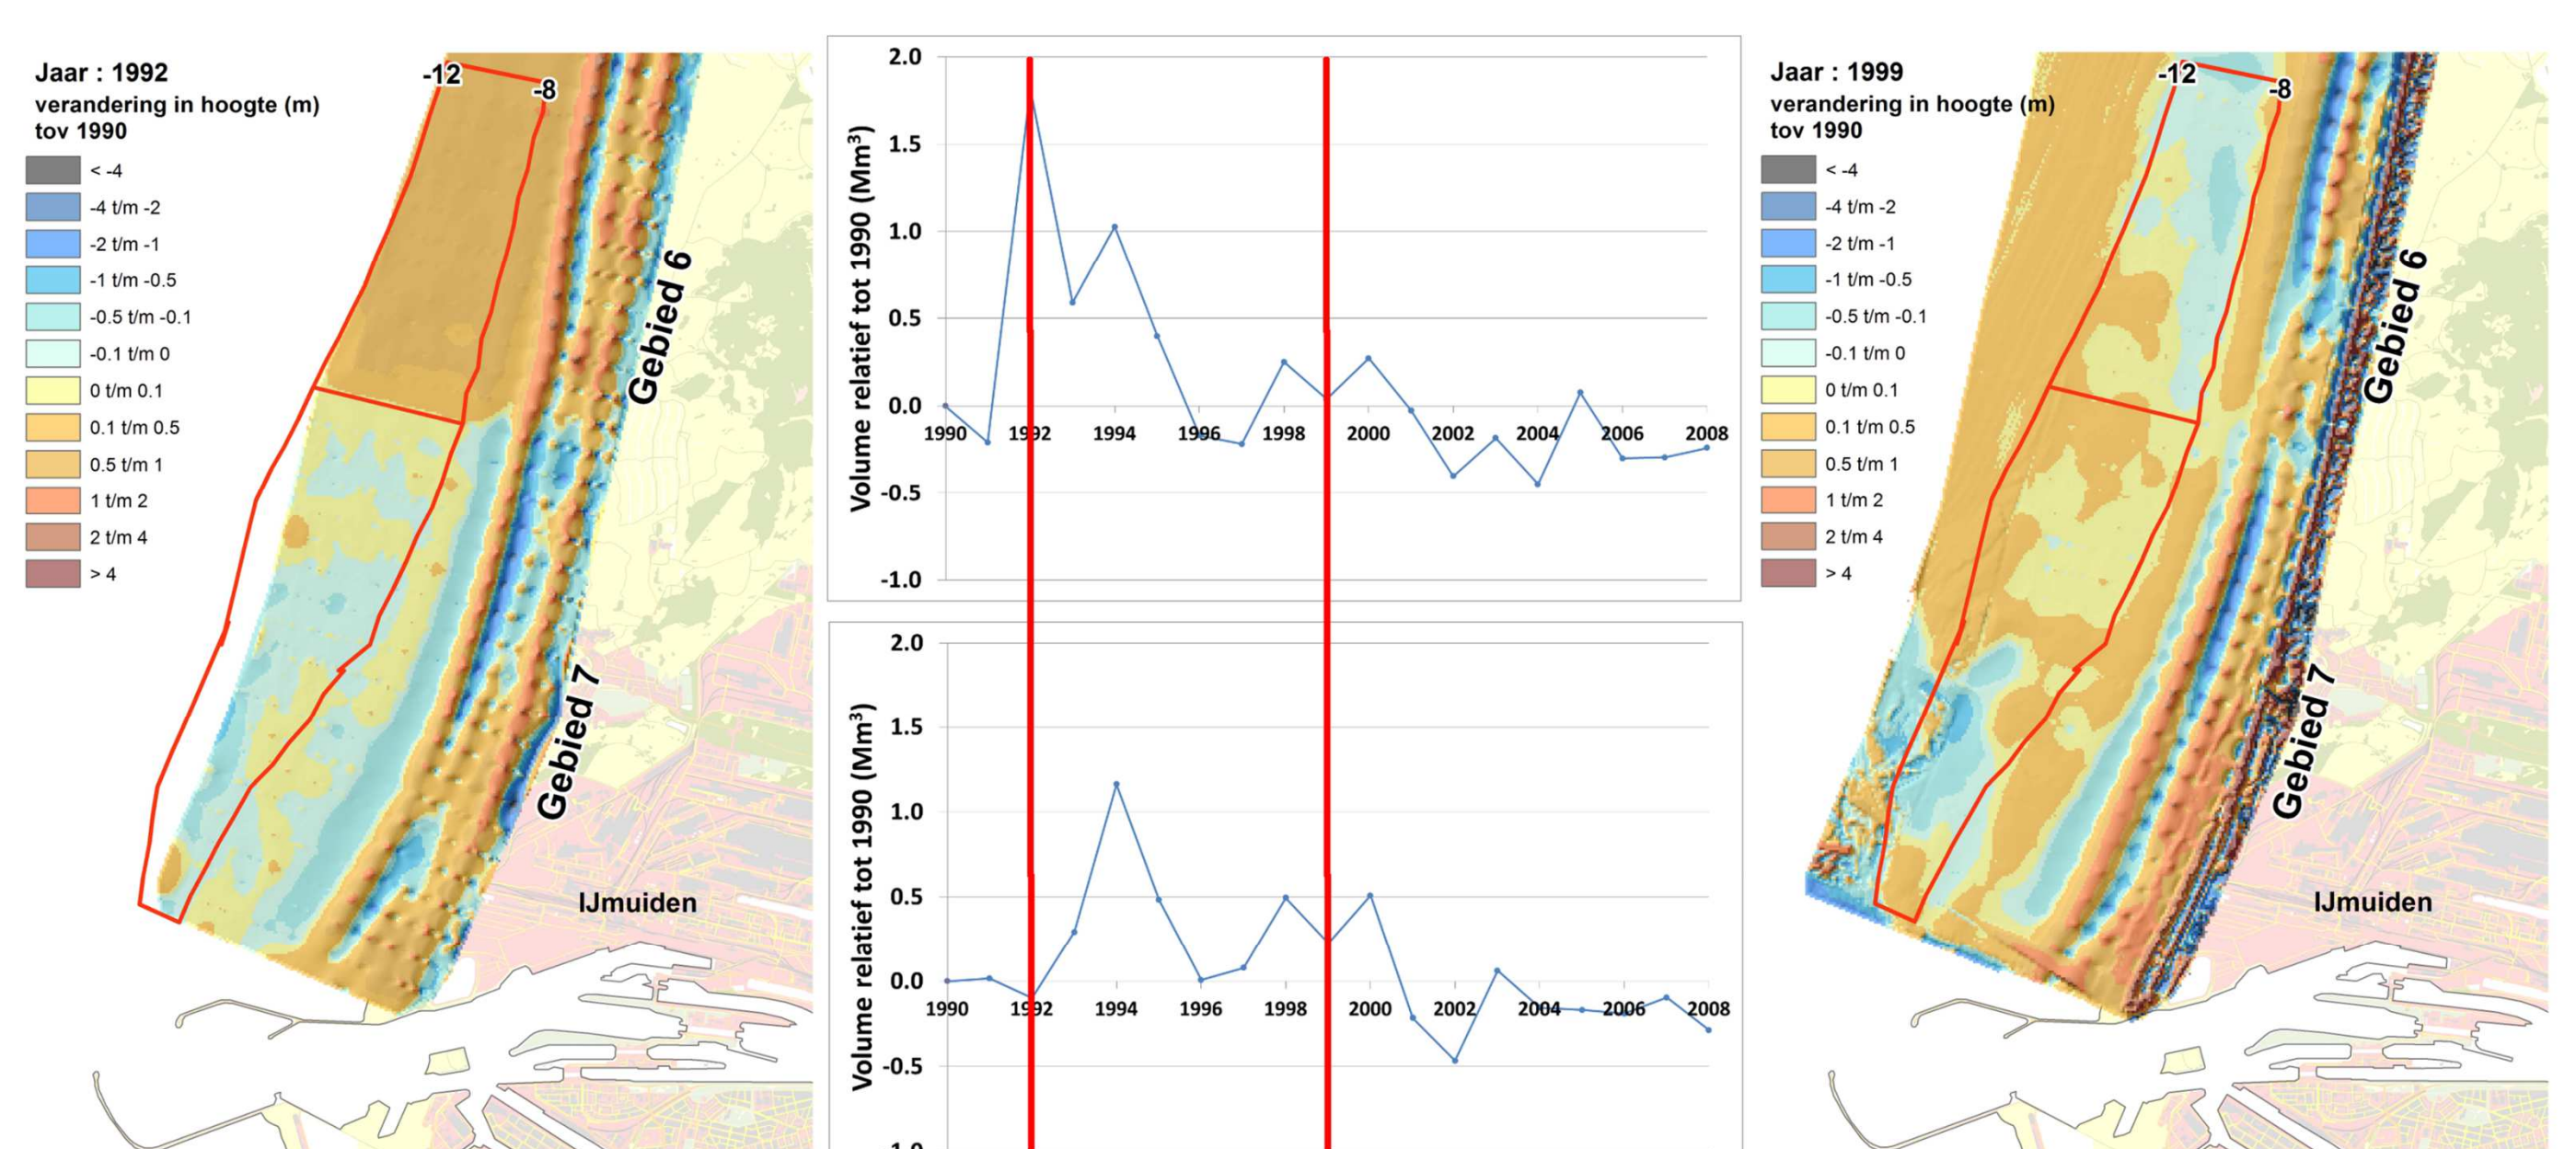 Jaar : 1992
verandering in hoogte (m)
tov 1990
< -4
-4 t/m -2
-2 t/m -1
-1 t/m -0.5
-0.5 t/m -0.1
-0.1 t/m 0
0 t/m 0.1
0.1 t/m 0.5
0.5 t/m 1
1 t/m 2
2 t/m 4
> 4
-12
-8
Gebied 6
Gebied 7
IJmuiden
Volume relatief tot 1990 (Mm³)
2.0
1.5
1.0
0.5
0.0
-0.5
-1.0
1990 1992 1994 1996 1998 2000 2002 2004 2006 2008
Volume relatief tot 1990 (Mm³)
2.0
1.5
1.0
0.5
0.0
-0.5
-1.0
1990 1992 1994 1996 1998 2000 2002 2004 2006 2008
Jaar : 1999
verandering in hoogte (m)
tov 1990
< -4
-4 t/m -2
-2 t/m -1
-1 t/m -0.5
-0.5 t/m -0.1
-0.1 t/m 0
0 t/m 0.1
0.1 t/m 0.5
0.5 t/m 1
1 t/m 2
2 t/m 4
> 4
-12
-8
Gebied 6
Gebied 7
IJmuiden